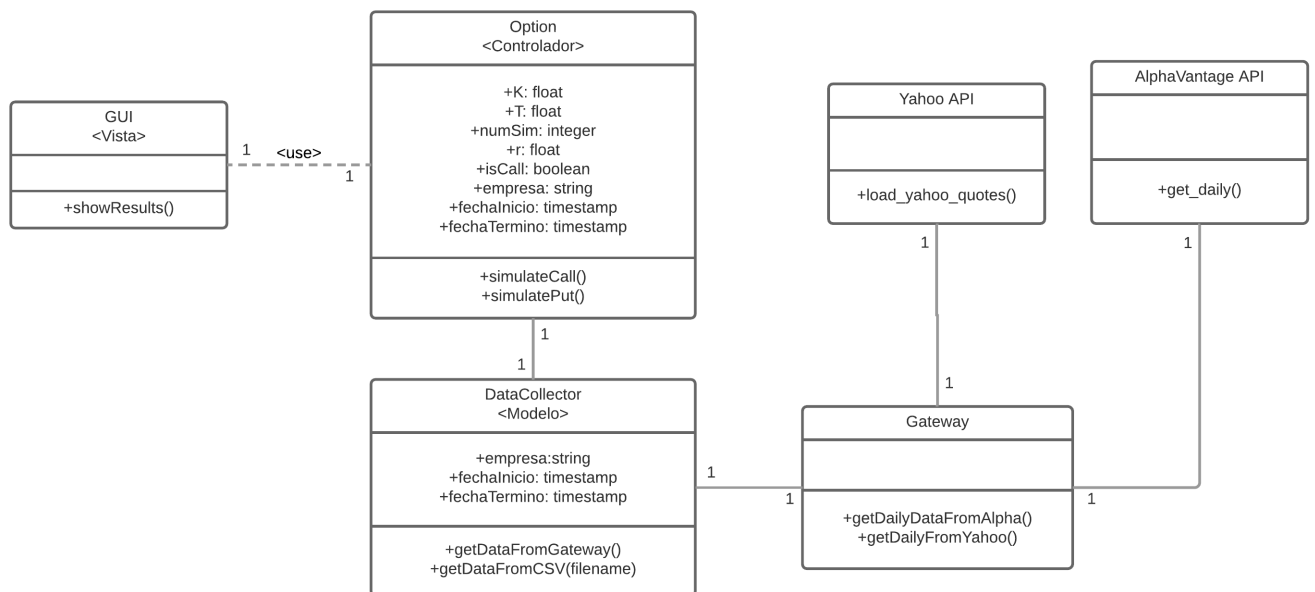 GUI
<Vista>
+showResults()
1
<use>
1
Option
<Controlador>
+K: float
+T: float
+numSim: integer
+r: float
+isCall: boolean
+empresa: string
+fechaInicio: timestamp
+fechaTermino: timestamp
+simulateCall()
+simulatePut()
1
1
DataCollector
<Modelo>
+empresa:string
+fechaInicio: timestamp
+fechaTermino: timestamp
+getDataFromGateway()
+getDataFromCSV(filename)
1
1
Yahoo API
+load_yahoo_quotes()
1
1
AlphaVantage API
+get_daily()
1
1
Gateway
+getDailyDataFromAlpha()
+getDailyFromYahoo()